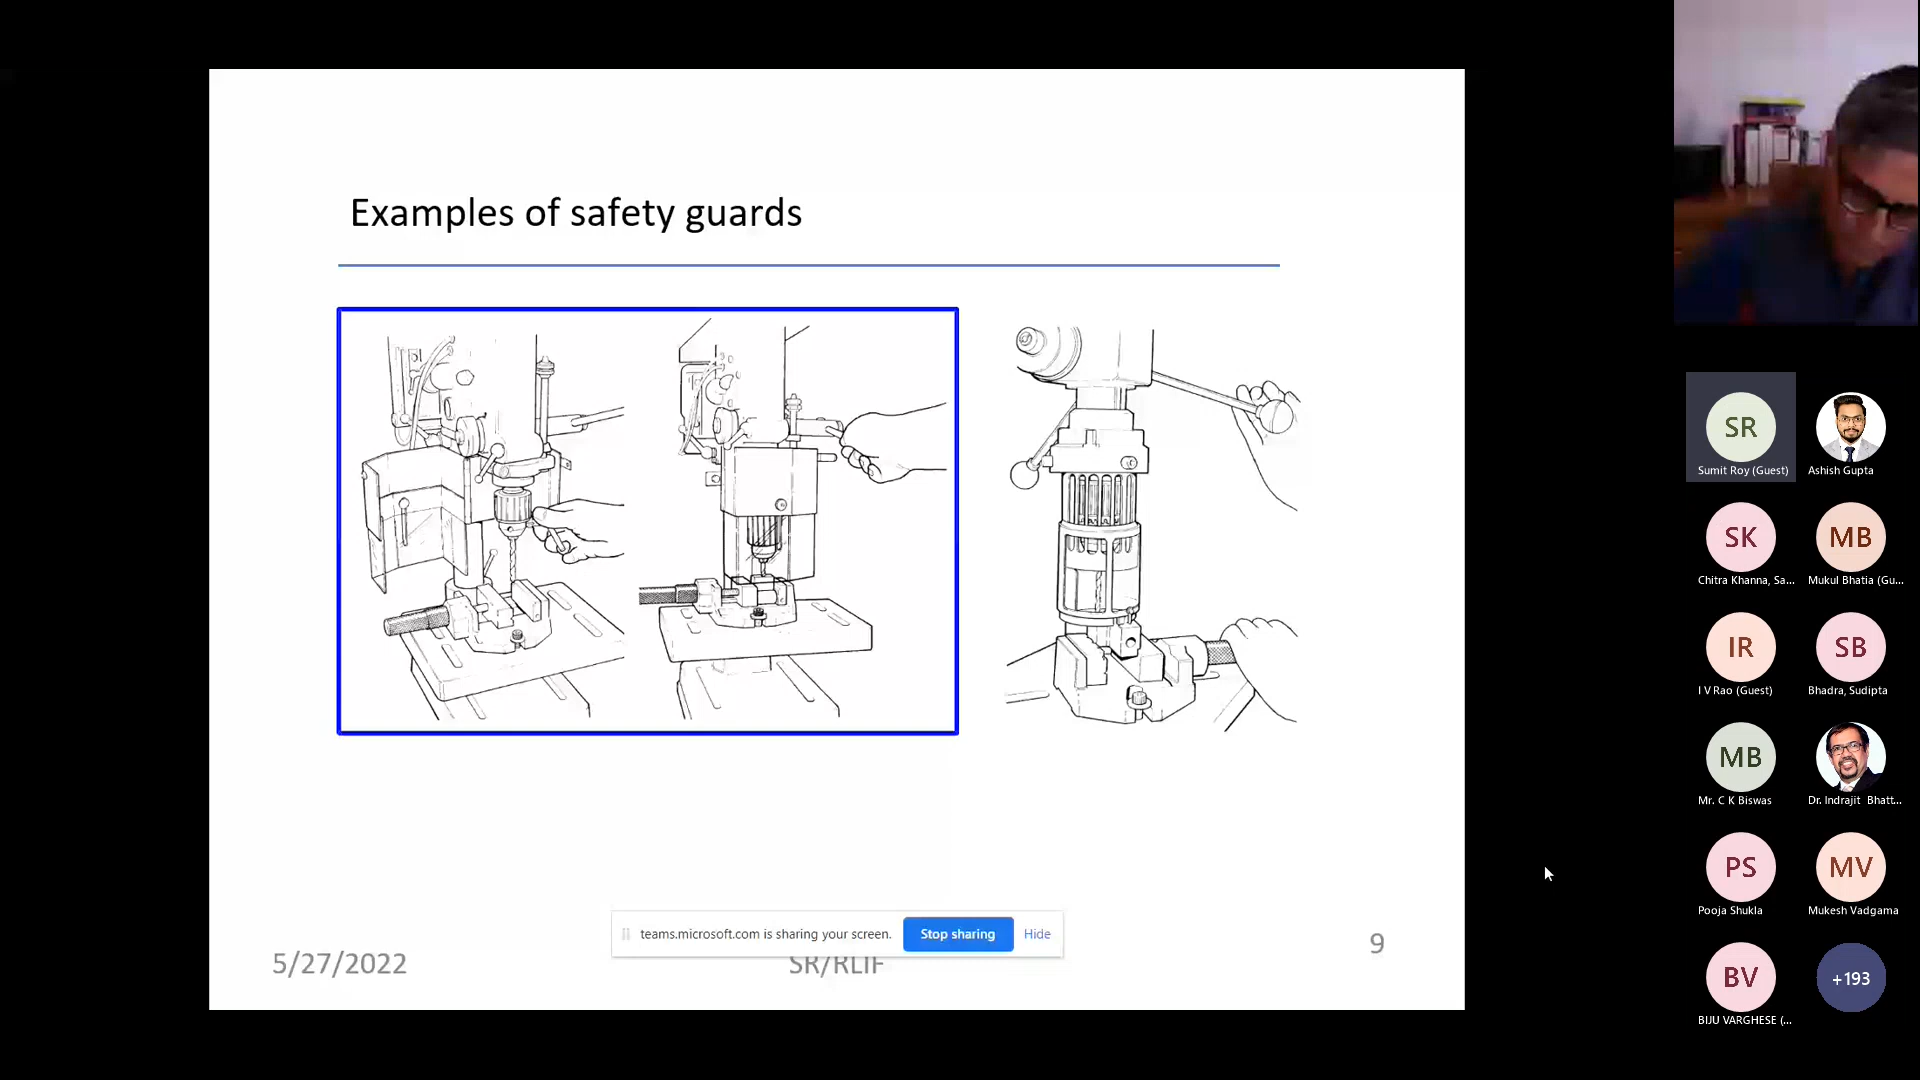 Examples of safety guards
teams.microsoft.com is sharing your screen.
Stop sharing
Hide
5/27/2022
SR/RLIF
9
SR
Sumit Roy (Guest)
Ashish Gupta
SK
Chitra Khanna, Sa...
MB
Mukul Bhatia (Gu...
IR
I V Rao (Guest)
SB
Bhadra, Sudipta
MB
Mr. C K Biswas
Dr. Indrajit Bhatt...
PS
Pooja Shukla
MV
Mukesh Vadgama
BV
BIJU VARGHESE (...
+193